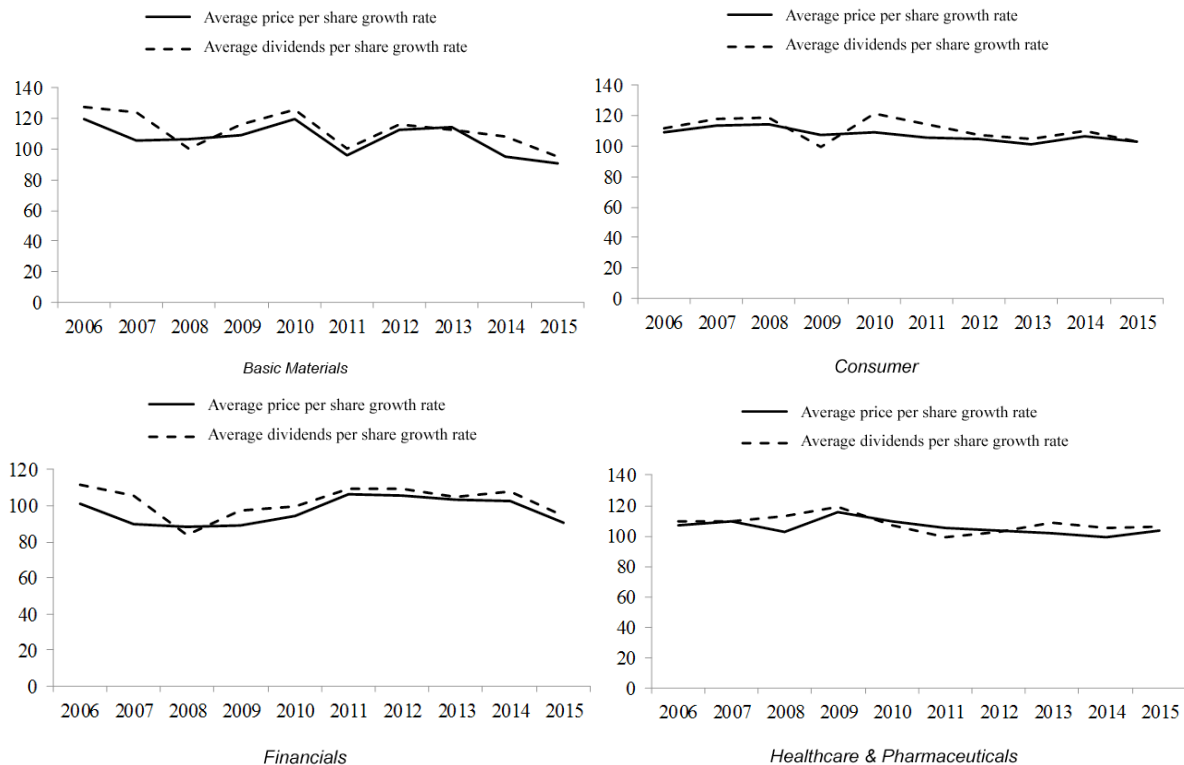 Average price per share growth rate
Average dividends per share growth rate
140
120
100
80
60
40
20
0
2006 2007 2008 2009 2010 2011 2012 2013 2014 2015
Basic Materials
Average price per share growth rate
Average dividends per share growth rate
140
120
100
80
60
40
20
0
2006 2007 2008 2009 2010 2011 2012 2013 2014 2015
Consumer
Average price per share growth rate
Average dividends per share growth rate
120
100
80
60
40
20
0
2006 2007 2008 2009 2010 2011 2012 2013 2014 2015
Financials
Average price per share growth rate
Average dividends per share growth rate
140
120
100
80
60
40
20
0
2006 2007 2008 2009 2010 2011 2012 2013 2014 2015
Healthcare & Pharmaceuticals